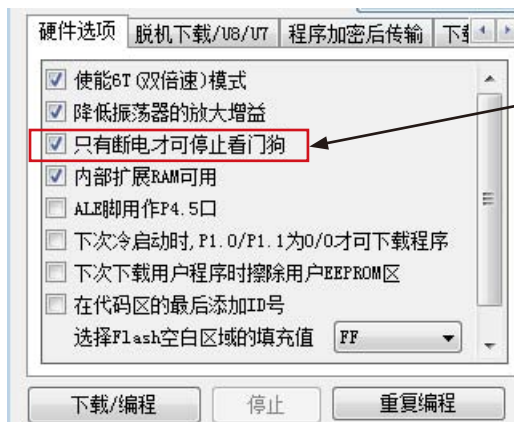 硬件选项 脱机下载/U8/U7 程序加密后传输
使能6T(双倍速)模式
降低振荡器的放大增益
只有断电才可停止看门狗
内部扩展RAM可用
ALE脚用作P4.5口
下次冷启动时,P1.0/P1.1为0/0才可下载程序
下次下载用户程序时擦除用户EEPROM区
在代码区的最后添加ID号
选择Flash空白区域的填充值 FF
下载/编程 停止 重复编程